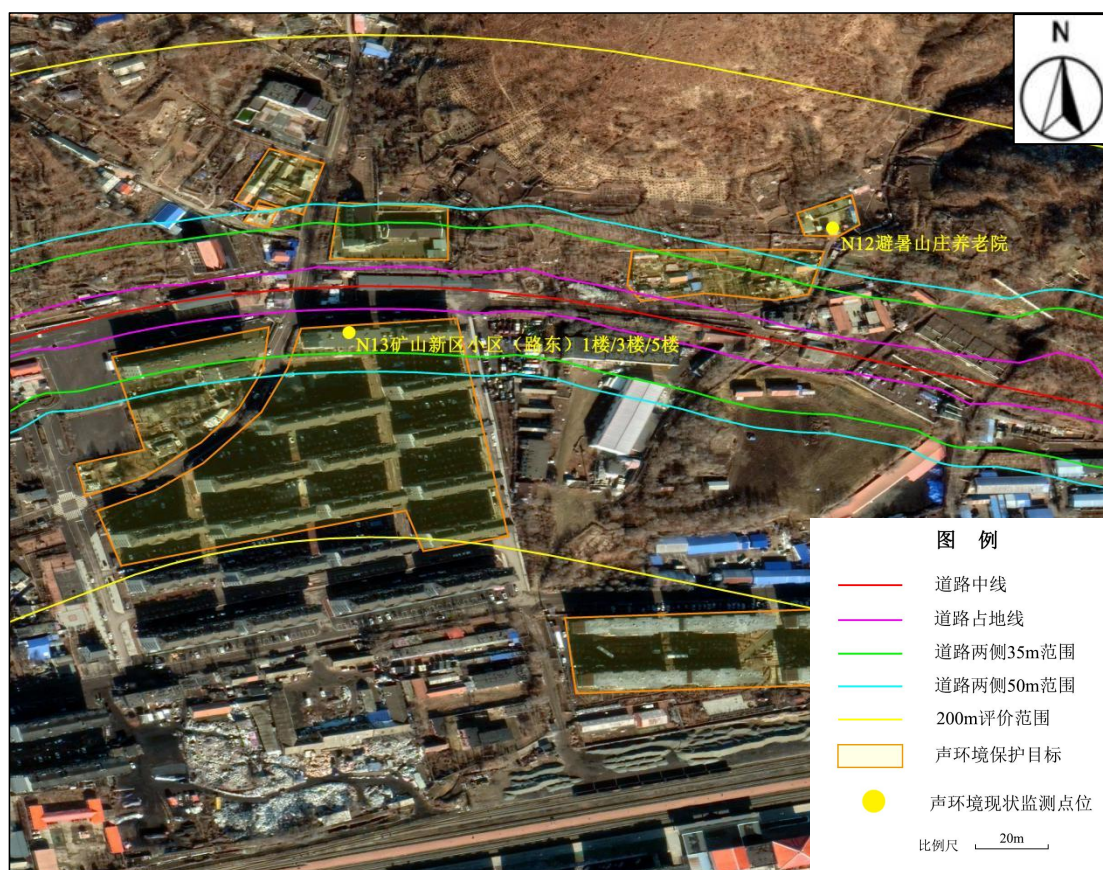 N
N12避暑山庄养老院
N13矿山新区小区（路东）1楼/3楼/5楼
图 例
道路中线
道路占地线
道路两侧35m范围
道路两侧50m范围
200m评价范围
声环境保护目标
声环境现状监测点位
比例尺 20m